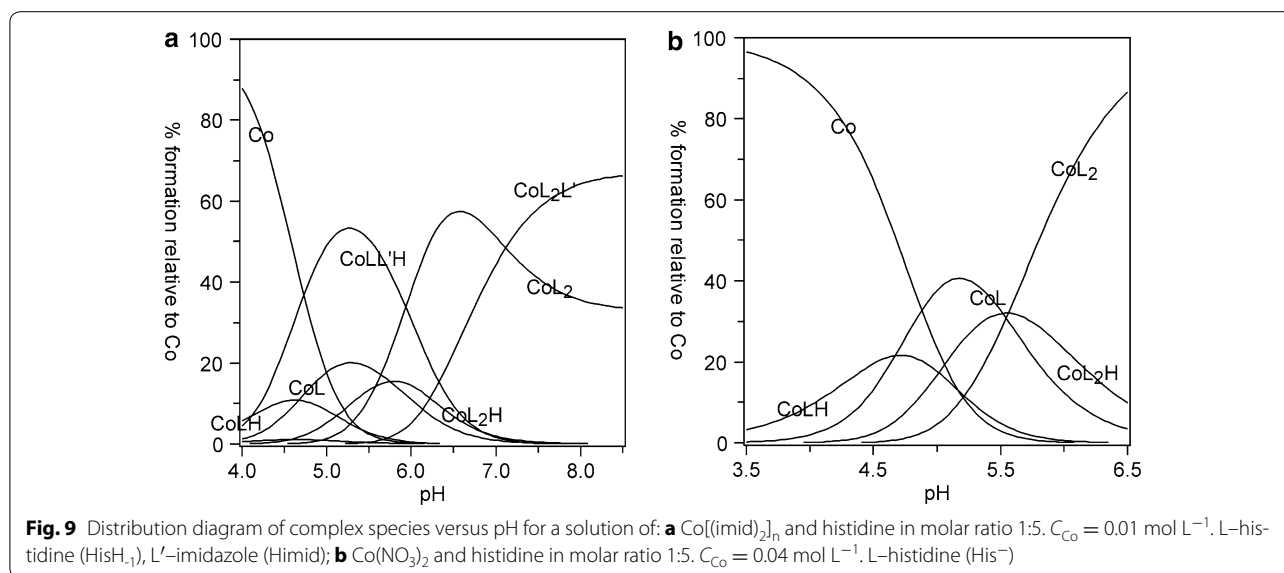 a
100
80
60
40
20
0
% formation relative to Co
Co
CoL₂L'
CoLL'H
CoL₂
CoL
CoLH
CoL₂H
4.0 5.0 6.0 7.0 8.0
pH
b
100
80
60
40
20
0
% formation relative to Co
Co
CoL₂
CoL
CoL₂H
CoLH
3.5 4.5 5.5 6.5
pH
Fig. 9 Distribution diagram of complex species versus pH for a solution of: a Co[(imid)₂]ₙ and histidine in molar ratio 1:5. C_Co = 0.01 mol L⁻¹. L–his-
tidine (HisH₋₁), L′–imidazole (Himid); b Co(NO₃)₂ and histidine in molar ratio 1:5. C_Co = 0.04 mol L⁻¹. L–histidine (His⁻)